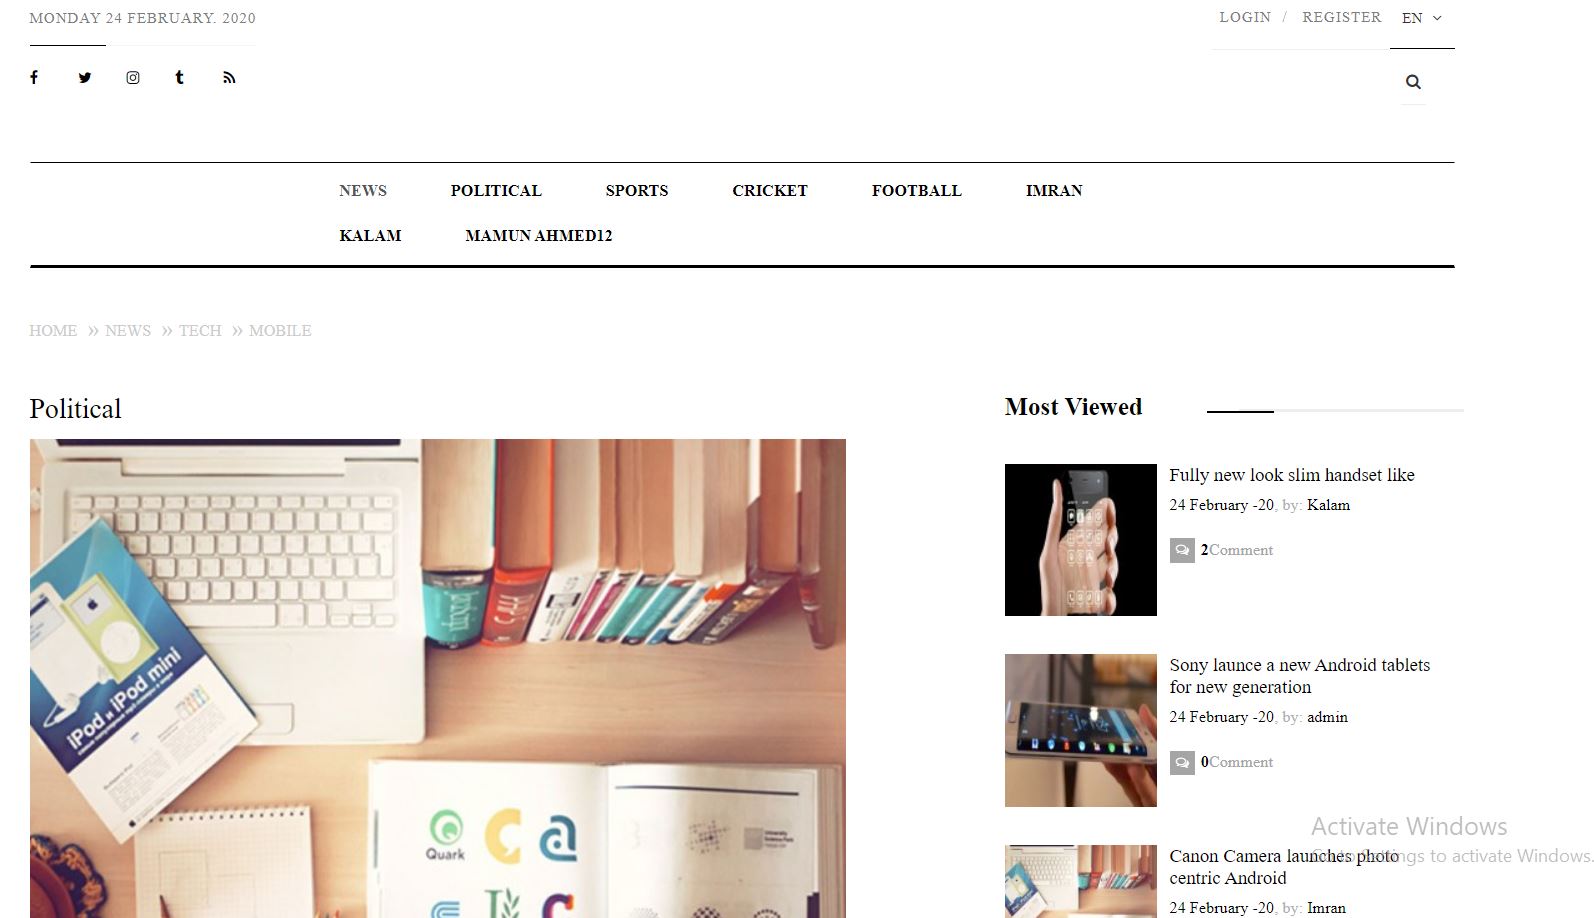 MONDAY 24 FEBRUARY. 2020
LOGIN / REGISTER EN
NEWS POLITICAL SPORTS CRICKET FOOTBALL IMRAN
KALAM MAMUN AHMED12
HOME » NEWS » TECH » MOBILE
Political
iPod и iPod mini
Quark
Most Viewed
Fully new look slim handset like
24 February -20, by: Kalam
2Comment
Sony launce a new Android tablets
for new generation
24 February -20, by: admin
0Comment
Canon Camera launches photo
centric Android
24 February -20, by: Imran
Activate Windows
Go to Settings to activate Windows.